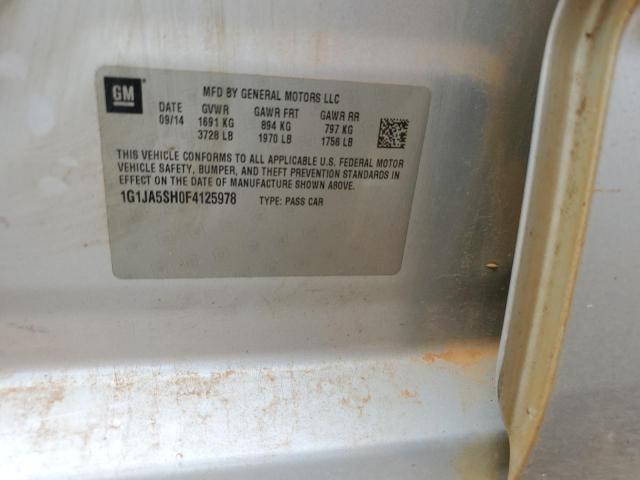 GM
MFD BY GENERAL MOTORS LLC
DATE GVWR GAWR FRT GAWR RR
09/14 1691 KG 894 KG 797 KG
3728 LB 1970 LB 1758 LB
THIS VEHICLE CONFORMS TO ALL APPLICABLE U.S. FEDERAL MOTOR
VEHICLE SAFETY, BUMPER, AND THEFT PREVENTION STANDARDS IN
EFFECT ON THE DATE OF MANUFACTURE SHOWN ABOVE.
1G1JA5SH0F4125978 TYPE: PASS CAR